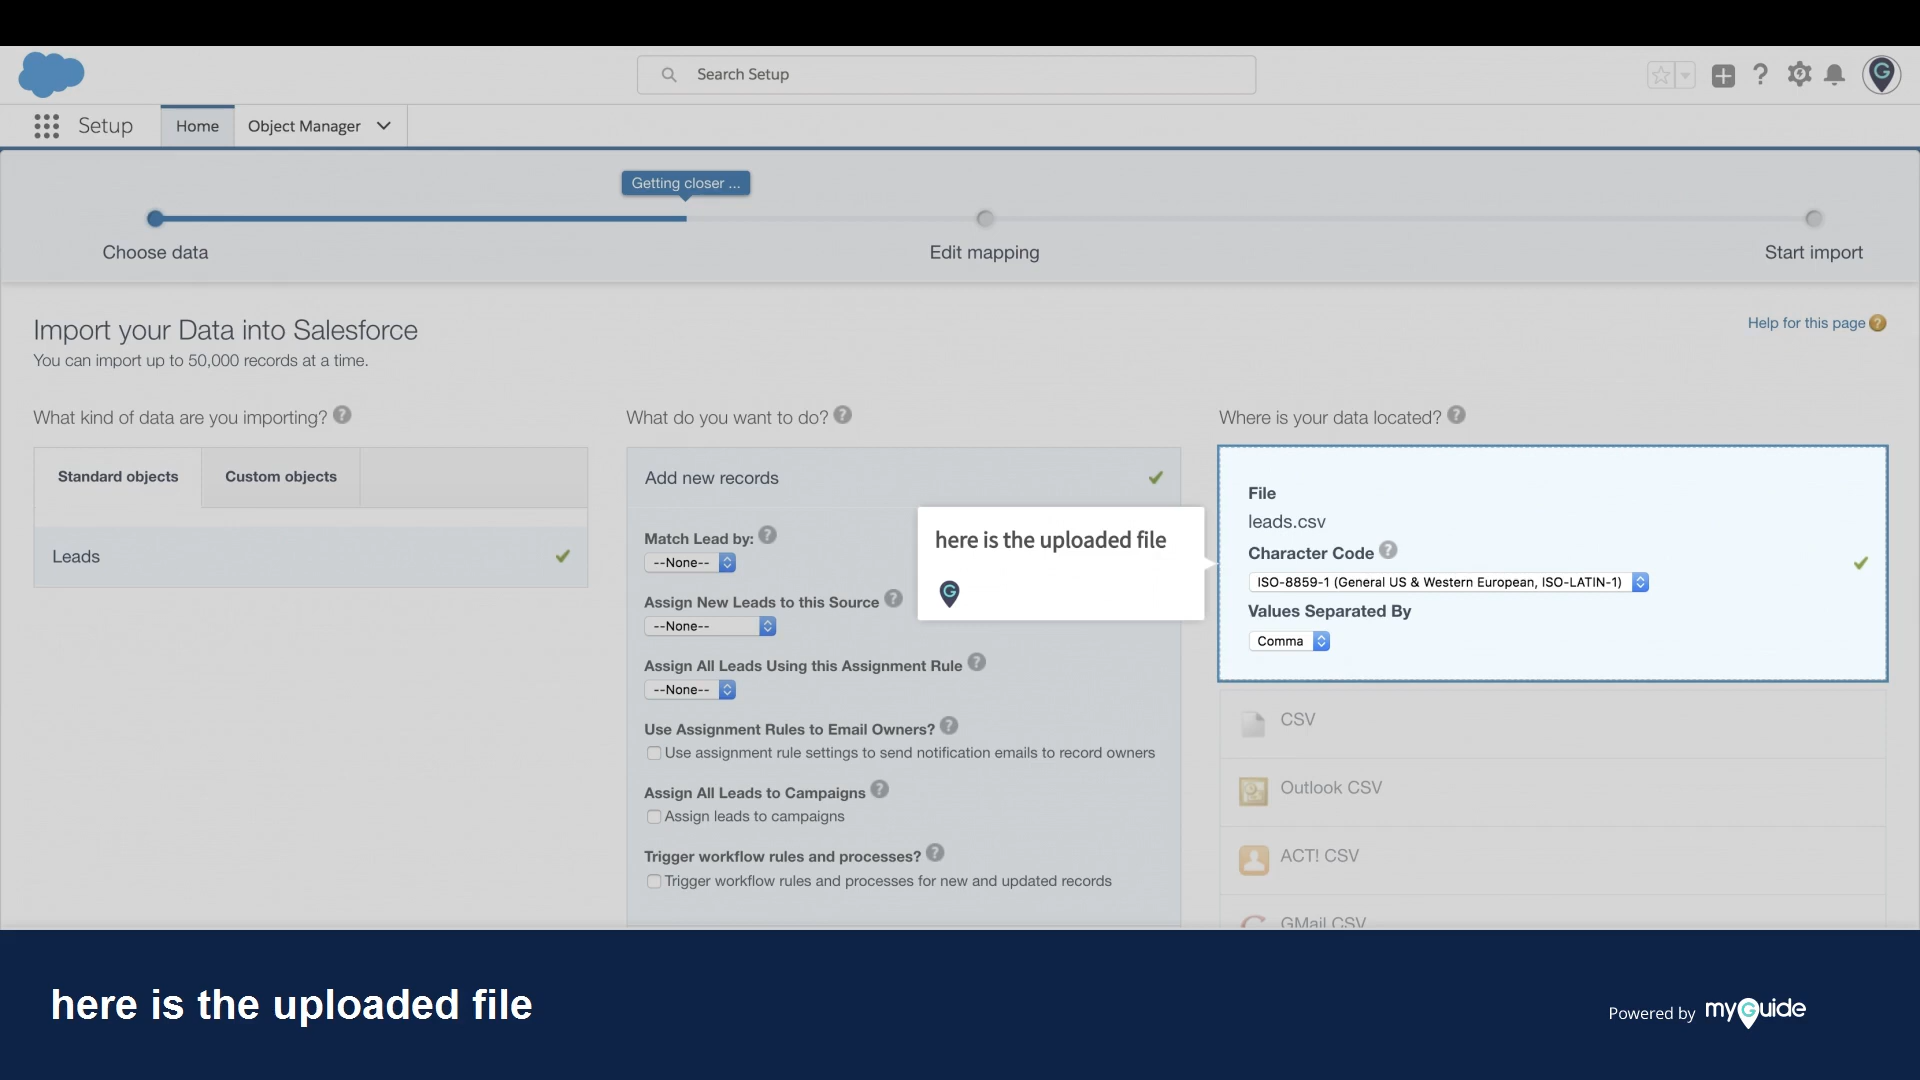 Search Setup
Setup
Home
Object Manager
Getting closer ...
Choose data
Edit mapping
Start import
Import your Data into Salesforce
You can import up to 50,000 records at a time.
Help for this page
What kind of data are you importing?
Standard objects
Custom objects
Leads
What do you want to do?
Add new records
Match Lead by:
--None--
Assign New Leads to this Source
--None--
Assign All Leads Using this Assignment Rule
--None--
Use Assignment Rules to Email Owners?
Use assignment rule settings to send notification emails to record owners
Assign All Leads to Campaigns
Assign leads to campaigns
Trigger workflow rules and processes?
Trigger workflow rules and processes for new and updated records
here is the uploaded file
Where is your data located?
File
leads.csv
Character Code
ISO-8859-1 (General US & Western European, ISO-LATIN-1)
Values Separated By
Comma
CSV
Outlook CSV
ACT! CSV
GMail CSV
here is the uploaded file
Powered by myGuide